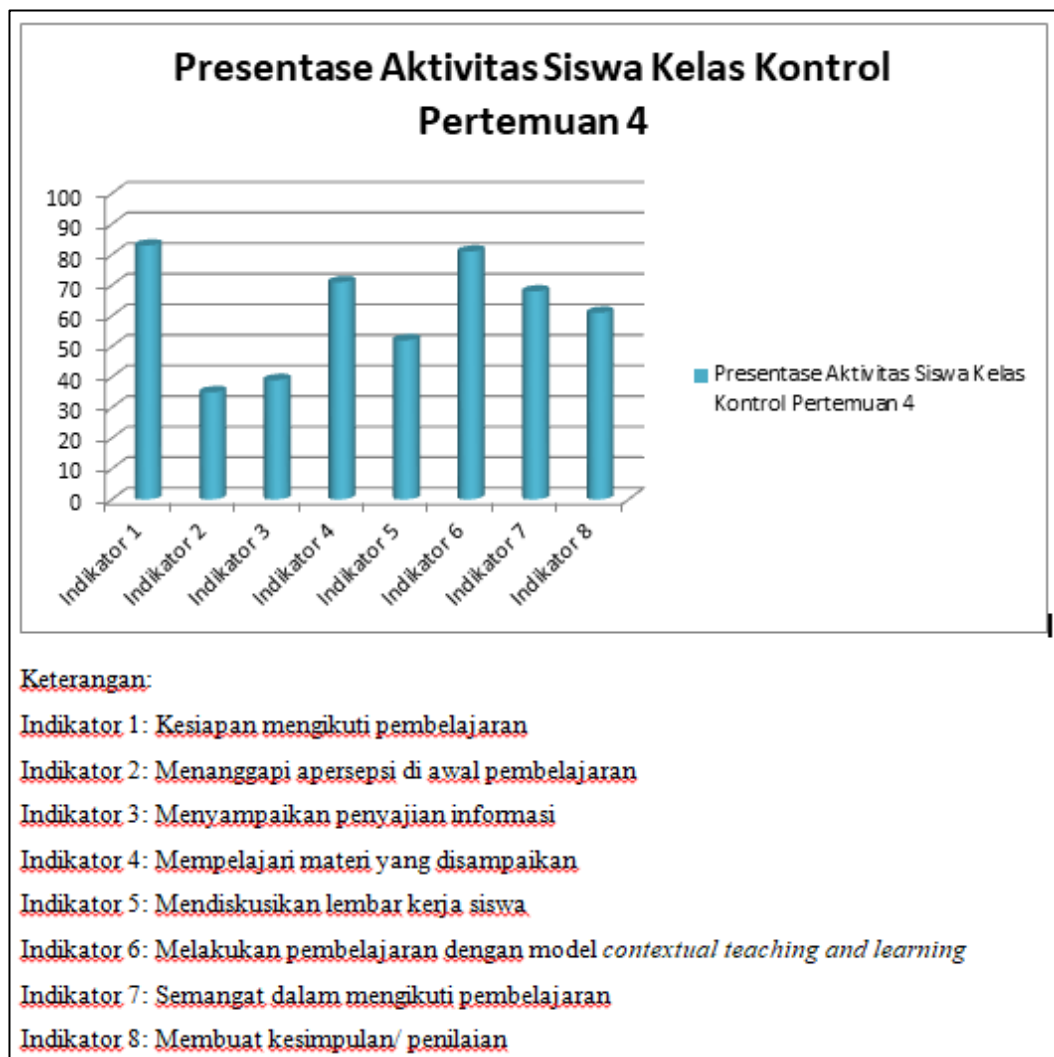 Presentase Aktivitas Siswa Kelas Kontrol
Pertemuan 4
100
90
80
70
60
50
40
30
20
10
0
Indikator 1
Indikator 2
Indikator 3
Indikator 4
Indikator 5
Indikator 6
Indikator 7
Indikator 8
Presentase Aktivitas Siswa Kelas
Kontrol Pertemuan 4
Keterangan:
Indikator 1: Kesiapan mengikuti pembelajaran
Indikator 2: Menanggapi apersepsi di awal pembelajaran
Indikator 3: Menyampaikan penyajian informasi
Indikator 4: Mempelajari materi yang disampaikan
Indikator 5: Mendiskusikan lembar kerja siswa
Indikator 6: Melakukan pembelajaran dengan model contextual teaching and learning
Indikator 7: Semangat dalam mengikuti pembelajaran
Indikator 8: Membuat kesimpulan/ penilaian